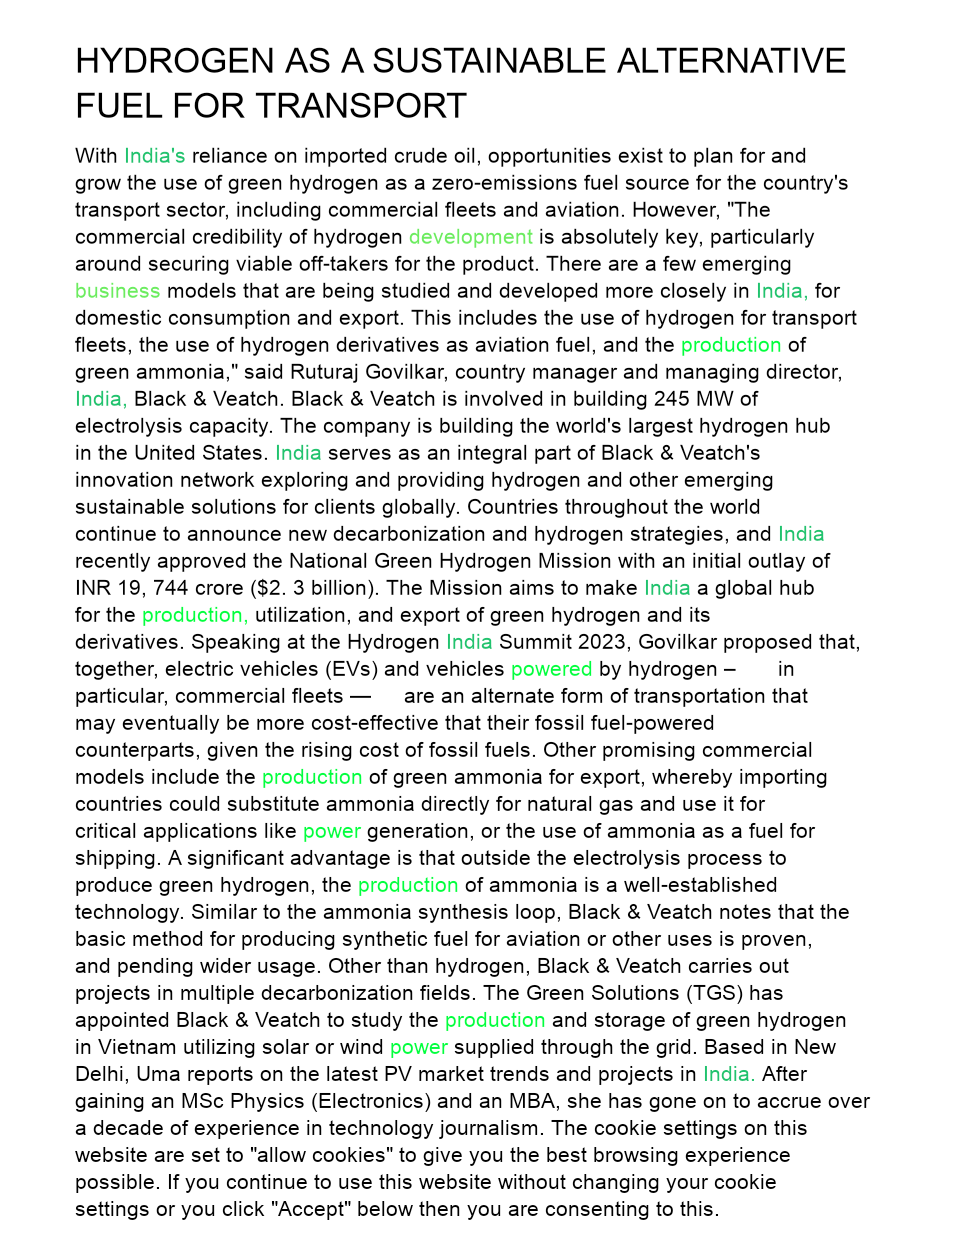 HYDROGEN AS A SUSTAINABLE ALTERNATIVE
FUEL FOR TRANSPORT
With India's reliance on imported crude oil, opportunities exist to plan for and
grow the use of green hydrogen as a zero-emissions fuel source for the country's
transport sector, including commercial fleets and aviation. However, "The
commercial credibility of hydrogen development is absolutely key, particularly
around securing viable off-takers for the product. There are a few emerging
business models that are being studied and developed more closely in India, for
domestic consumption and export. This includes the use of hydrogen for transport
fleets, the use of hydrogen derivatives as aviation fuel, and the production of
green ammonia," said Ruturaj Govilkar, country manager and managing director,
India, Black & Veatch. Black & Veatch is involved in building 245 MW of
electrolysis capacity. The company is building the world's largest hydrogen hub
in the United States. India serves as an integral part of Black & Veatch's
innovation network exploring and providing hydrogen and other emerging
sustainable solutions for clients globally. Countries throughout the world
continue to announce new decarbonization and hydrogen strategies, and India
recently approved the National Green Hydrogen Mission with an initial outlay of
INR 19, 744 crore ($2. 3 billion). The Mission aims to make India a global hub
for the production, utilization, and export of green hydrogen and its
derivatives. Speaking at the Hydrogen India Summit 2023, Govilkar proposed that,
together, electric vehicles (EVs) and vehicles powered by hydrogen – in
particular, commercial fleets — are an alternate form of transportation that
may eventually be more cost-effective that their fossil fuel-powered
counterparts, given the rising cost of fossil fuels. Other promising commercial
models include the production of green ammonia for export, whereby importing
countries could substitute ammonia directly for natural gas and use it for
critical applications like power generation, or the use of ammonia as a fuel for
shipping. A significant advantage is that outside the electrolysis process to
produce green hydrogen, the production of ammonia is a well-established
technology. Similar to the ammonia synthesis loop, Black & Veatch notes that the
basic method for producing synthetic fuel for aviation or other uses is proven,
and pending wider usage. Other than hydrogen, Black & Veatch carries out
projects in multiple decarbonization fields. The Green Solutions (TGS) has
appointed Black & Veatch to study the production and storage of green hydrogen
in Vietnam utilizing solar or wind power supplied through the grid. Based in New
Delhi, Uma reports on the latest PV market trends and projects in India. After
gaining an MSc Physics (Electronics) and an MBA, she has gone on to accrue over
a decade of experience in technology journalism. The cookie settings on this
website are set to "allow cookies" to give you the best browsing experience
possible. If you continue to use this website without changing your cookie
settings or you click "Accept" below then you are consenting to this.